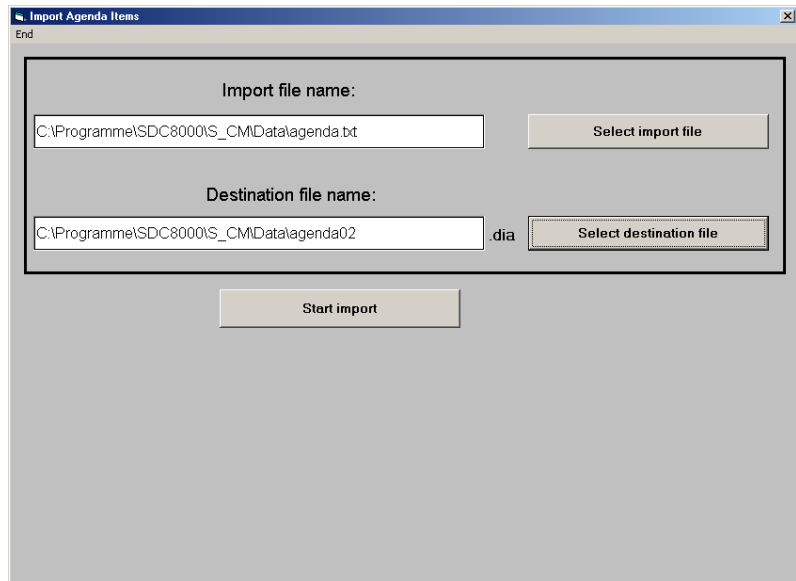 Import Agenda Items
End
Import file name:
C:\Programme\SDC8000\S_CM\Data\agenda.txt
Select import file
Destination file name:
C:\Programme\SDC8000\S_CM\Data\agenda02
.dia
Select destination file
Start import